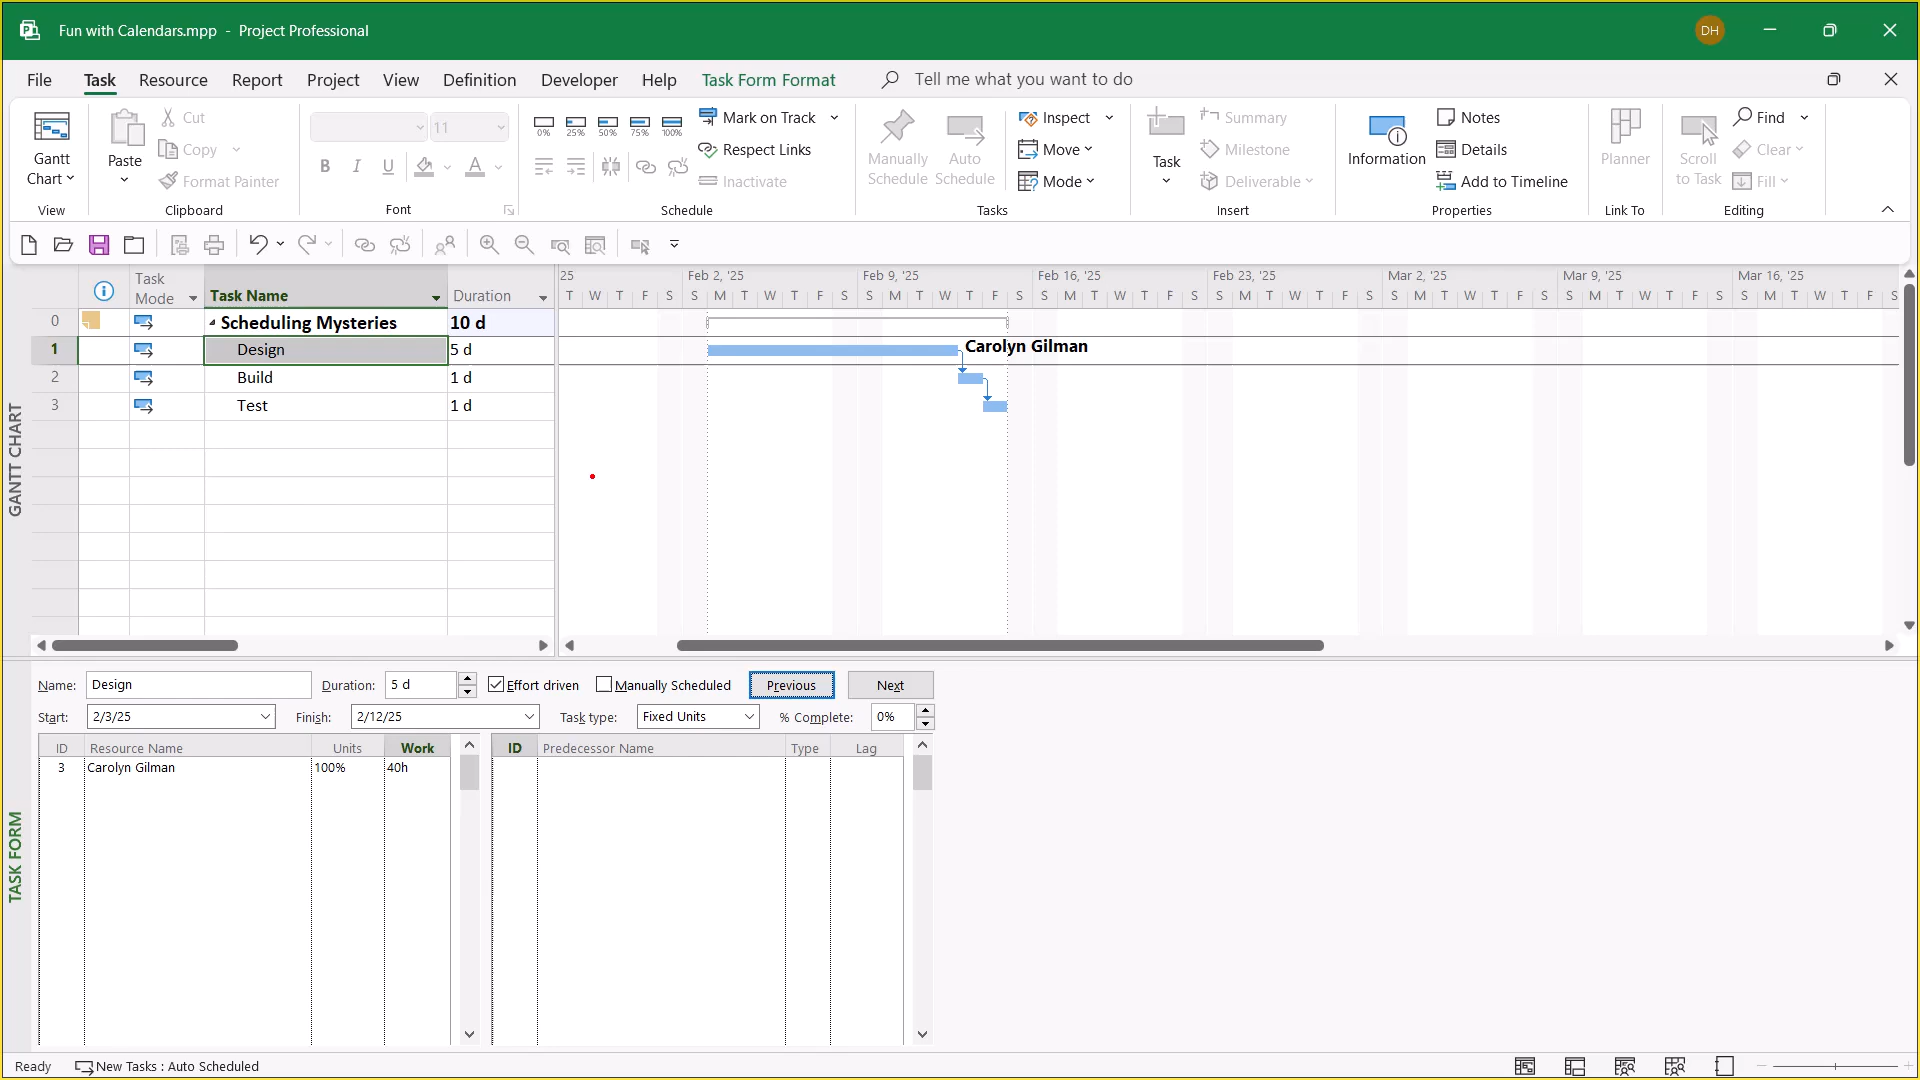 Fun with Calendars.mpp - Project Professional
DH
File Task Resource Report Project View Definition Developer Help Task Form Format Tell me what you want to do
Gantt Chart
View
Paste
Cut
Copy
Format Painter
Clipboard
11
B I U A
Font
0% 25% 50% 75% 100%
Mark on Track
Respect Links
Inactivate
Schedule
Manually Schedule
Auto Schedule
Inspect
Move
Mode
Tasks
Task
Summary
Milestone
Deliverable
Insert
Information
Notes
Details
Add to Timeline
Properties
Planner
Link To
Scroll to Task
Find
Clear
Fill
Editing
Task Mode Task Name Duration
25 Feb 2, '25 Feb 9, '25 Feb 16, '25 Feb 23, '25 Mar 2, '25 Mar 9, '25 Mar 16, '25
T W T F S S M T W T F S S M T W T F S S M T W T F S S M T W T F S S M T W T F S S M T W T F S S M T W T F S
0 Scheduling Mysteries 10 d
1 Design 5 d
Carolyn Gilman
2 Build 1 d
3 Test 1 d
GANTT CHART
Name: Design Duration: 5 d Effort driven Manually Scheduled Previous Next
Start: 2/3/25 Finish: 2/12/25 Task type: Fixed Units % Complete: 0%
ID Resource Name Units Work ID Predecessor Name Type Lag
3 Carolyn Gilman 100% 40h
TASK FORM
Ready New Tasks : Auto Scheduled